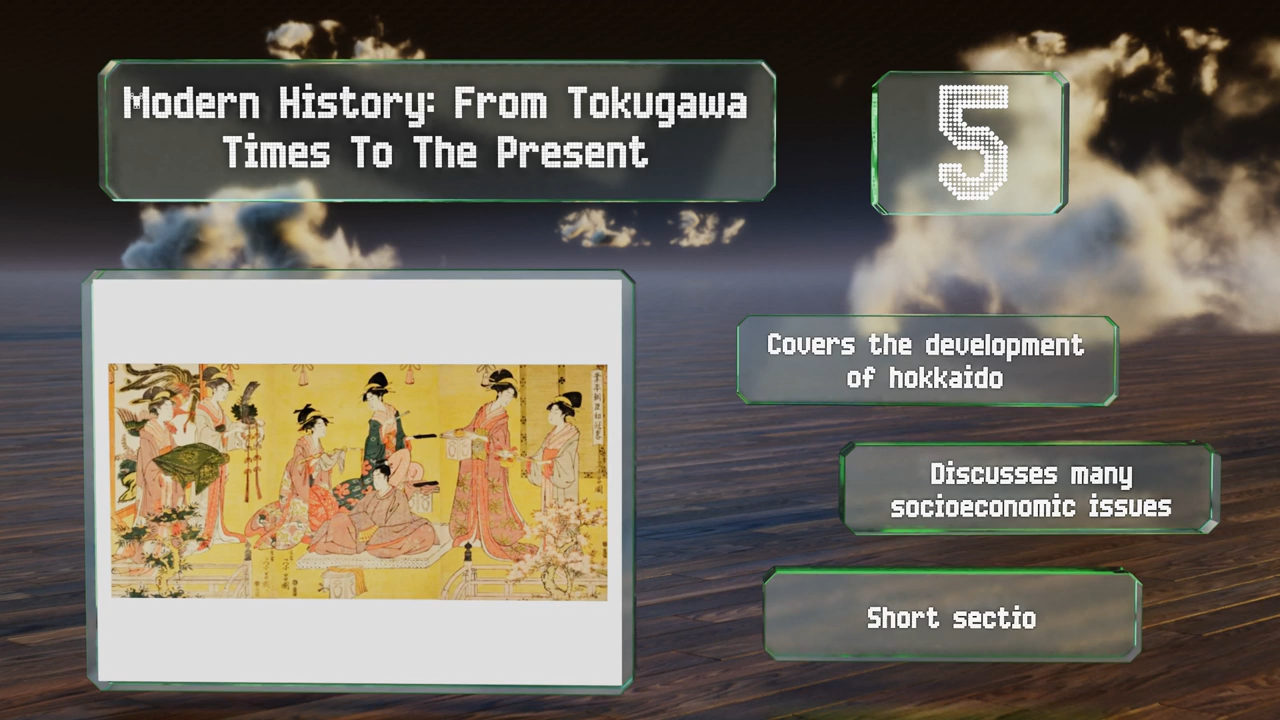 Modern History: From Tokugawa
Times To The Present
5
Covers the development
of hokkaido
Discusses many
socioeconomic issues
Short sectio